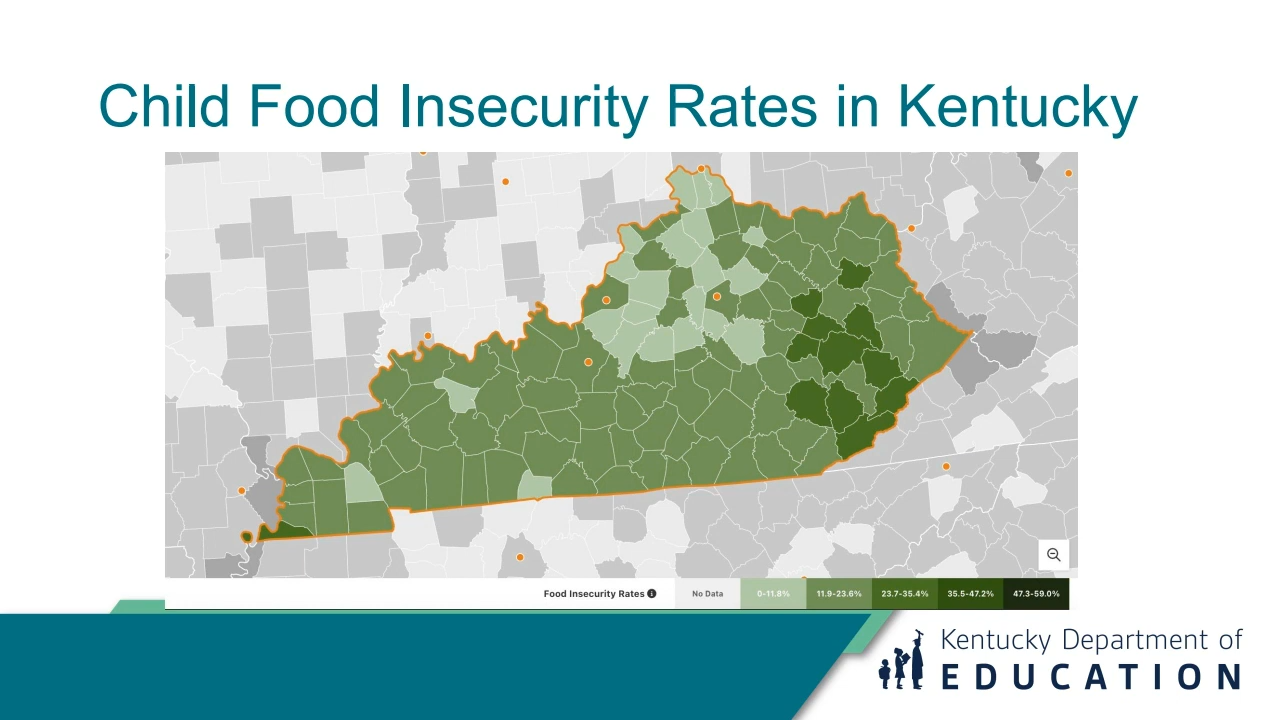 Child Food Insecurity Rates in Kentucky
Food Insecurity Rates i No Data 0-11.8% 11.9-23.6% 23.7-35.4% 35.5-47.2% 47.3-59.0%
Kentucky Department of
EDUCATION